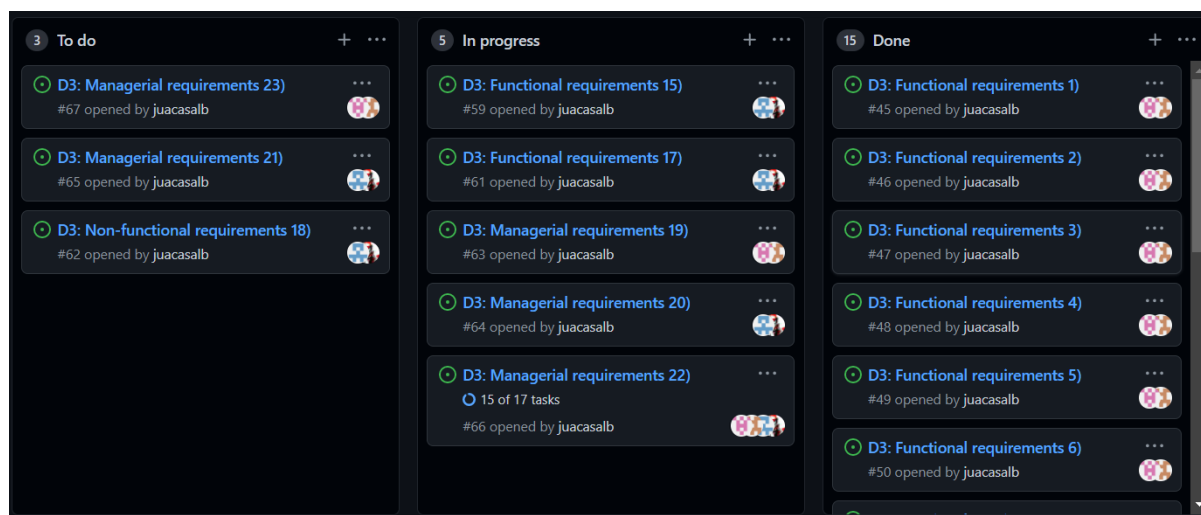 3 To do
D3: Managerial requirements 23)
#67 opened by juacasalb
D3: Managerial requirements 21)
#65 opened by juacasalb
D3: Non-functional requirements 18)
#62 opened by juacasalb
5 In progress
D3: Functional requirements 15)
#59 opened by juacasalb
D3: Functional requirements 17)
#61 opened by juacasalb
D3: Managerial requirements 19)
#63 opened by juacasalb
D3: Managerial requirements 20)
#64 opened by juacasalb
D3: Managerial requirements 22)
15 of 17 tasks
#66 opened by juacasalb
15 Done
D3: Functional requirements 1)
#45 opened by juacasalb
D3: Functional requirements 2)
#46 opened by juacasalb
D3: Functional requirements 3)
#47 opened by juacasalb
D3: Functional requirements 4)
#48 opened by juacasalb
D3: Functional requirements 5)
#49 opened by juacasalb
D3: Functional requirements 6)
#50 opened by juacasalb